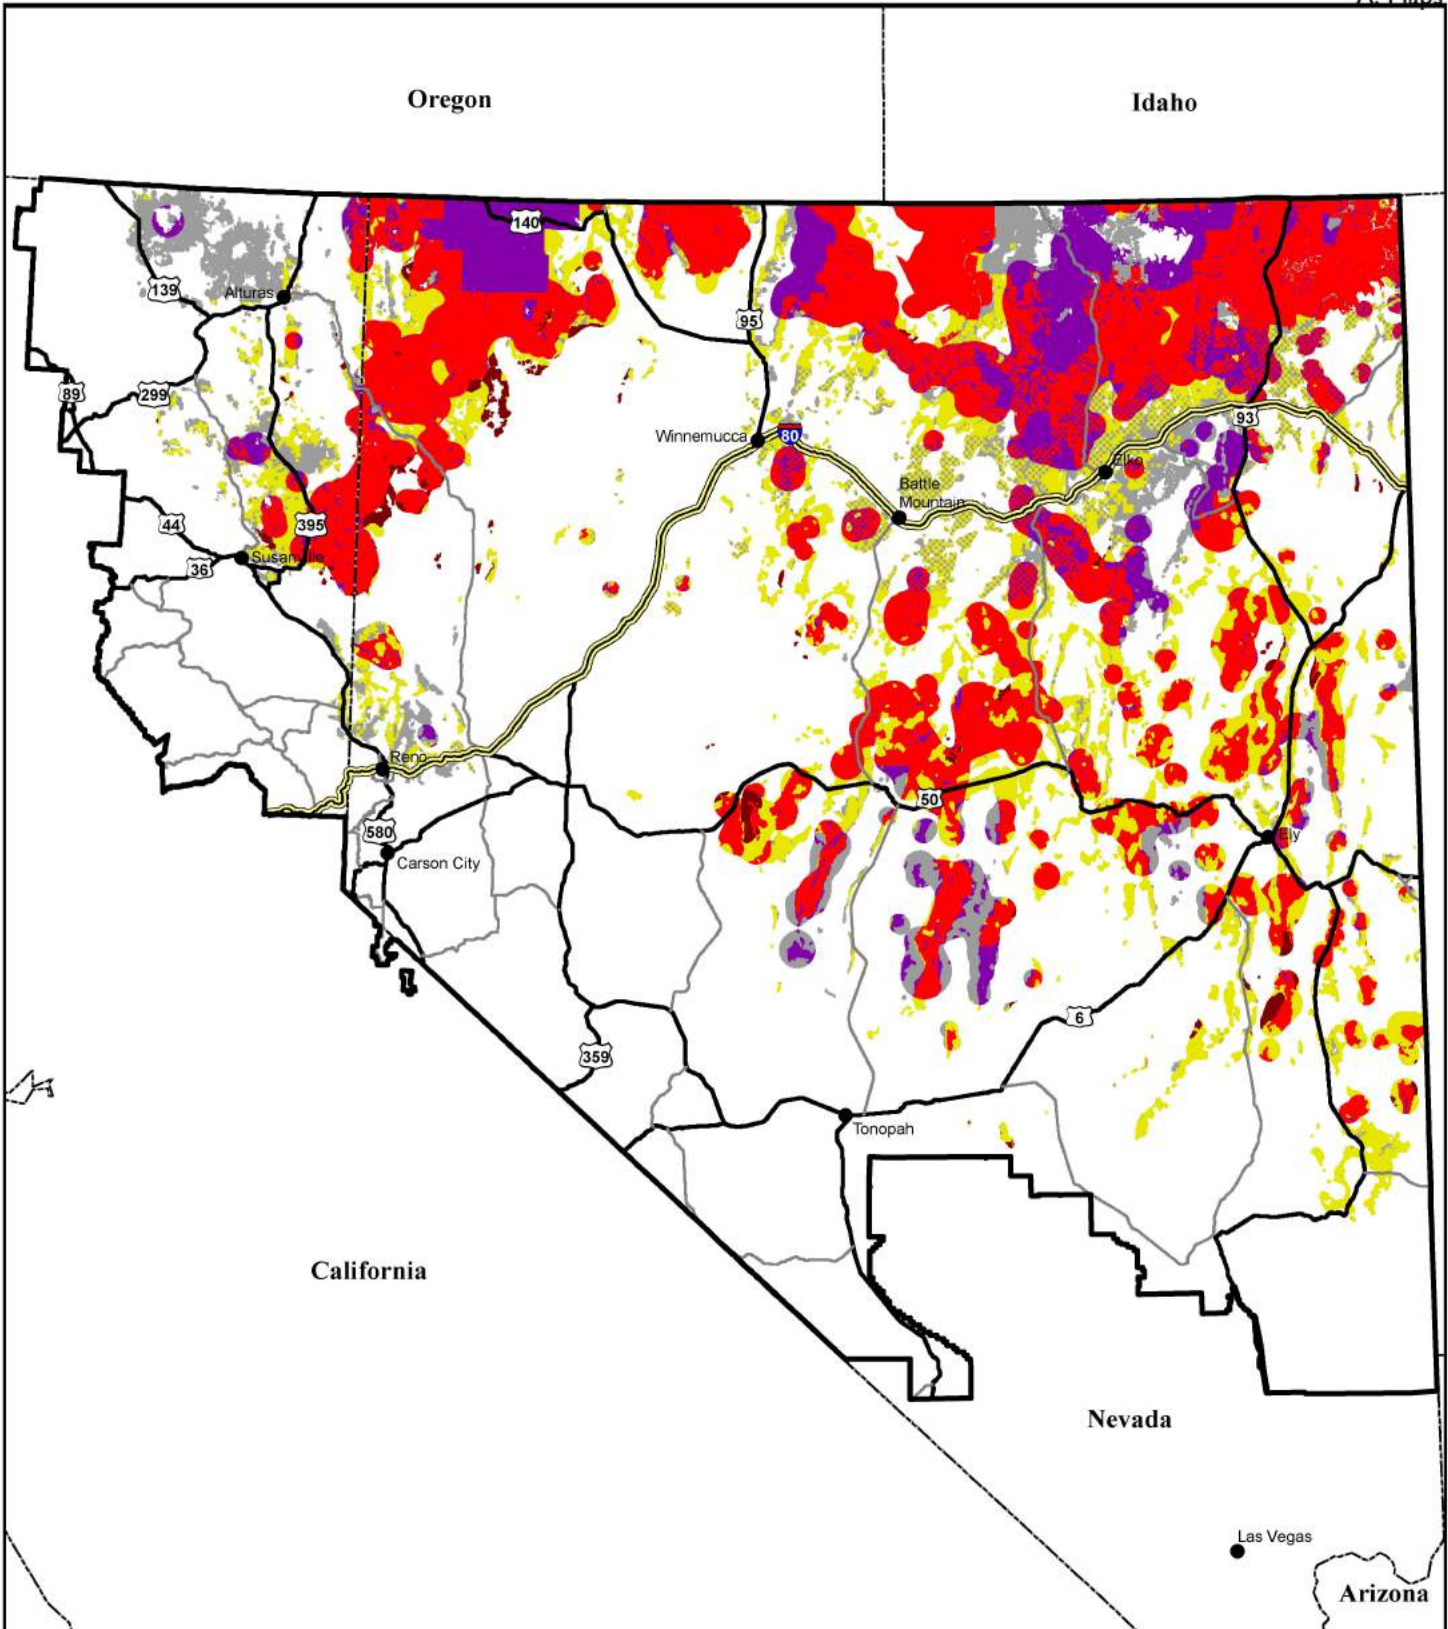 A: Maps
Oregon
Idaho
140
139
Alturas
95
89
299
Winnemucca
80
93
Elko
Battle
Mountain
44
395
Susanville
36
Reno
50
580
Carson City
Ely
6
359
Tonopah
California
Nevada
Las Vegas
Arizona